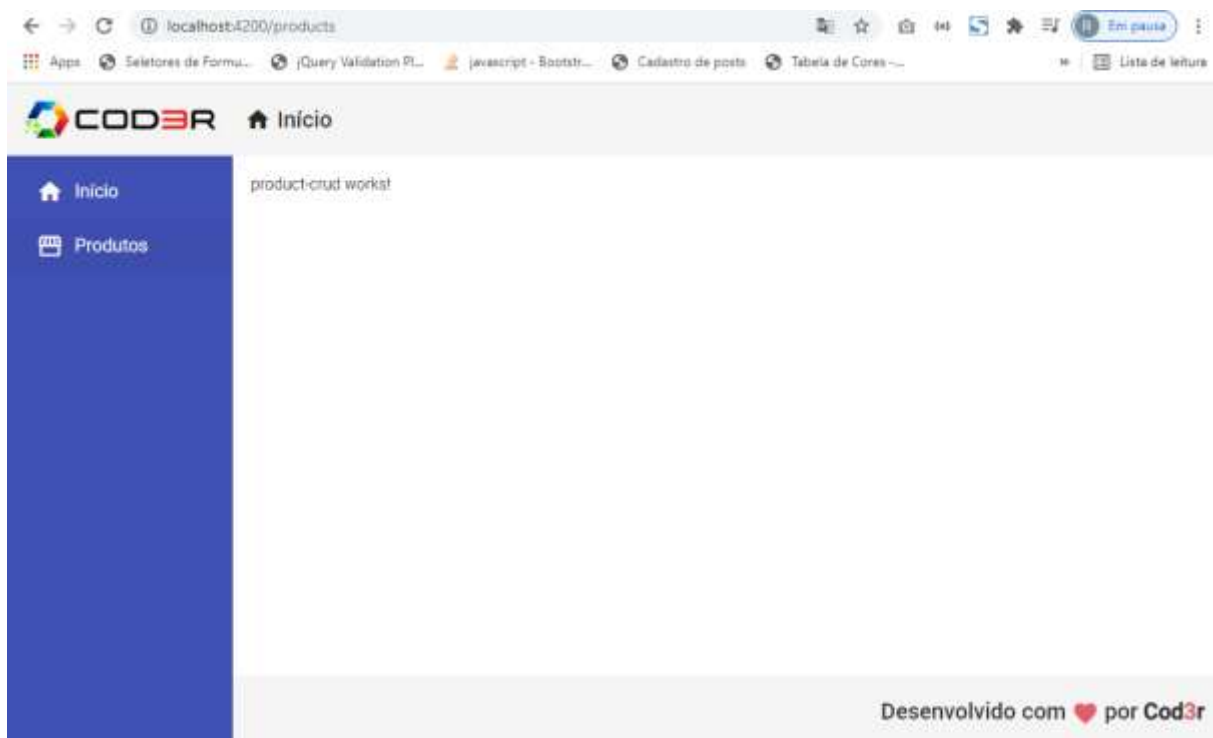 localhost:4200/products
Em pausa
Apps Seletores de Formu... jQuery Validation Pl... javascript - Bootstr... Cadastro de posts Tabela de Cores -... » Lista de leitura
COD3R Início
Início
product-crud works!
Produtos
Desenvolvido com por Cod3r